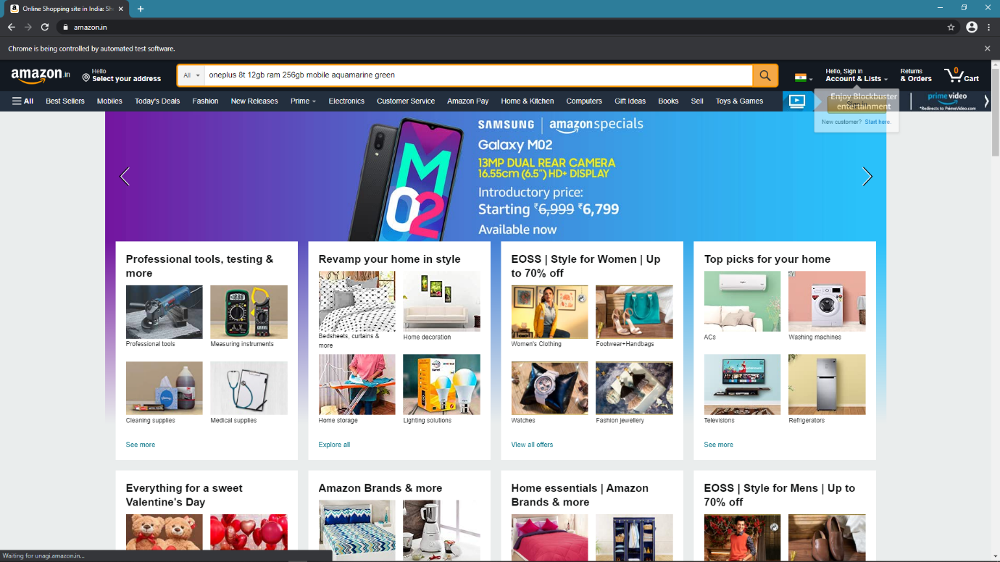 Online Shopping site in India: Sh
amazon.in
Chrome is being controlled by automated test software.
amazon.in
Hello
Select your address
All
oneplus 8t 12gb ram 256gb mobile aquamarine green
Hello, Sign in
Account & Lists
Returns
& Orders
0
Cart
All
Best Sellers
Mobiles
Today's Deals
Fashion
New Releases
Prime
Electronics
Customer Service
Amazon Pay
Home & Kitchen
Computers
Gift Ideas
Books
Sell
Toys & Games
Enjoy Blockbuster
entertainment
Sign in
New customer? Start here.
prime video
*Redirects to PrimeVideo.com
SAMSUNG | amazon specials
Galaxy M02
13MP DUAL REAR CAMERA
16.55cm (6.5") HD+ DISPLAY
Introductory price:
Starting ₹6,999 ₹6,799
Available now
M
02
Professional tools, testing &
more
Professional tools
Measuring instruments
Cleaning supplies
Medical supplies
See more
Revamp your home in style
Bedsheets, curtains &
more
Home decoration
Home storage
Lighting solutions
Explore all
EOSS | Style for Women | Up
to 70% off
Women's Clothing
Footwear+Handbags
Watches
Fashion jewellery
View all offers
Top picks for your home
ACs
Washing machines
Televisions
Refrigerators
See more
Everything for a sweet
Valentine's Day
Amazon Brands & more
Home essentials | Amazon
Brands & more
EOSS | Style for Mens | Up to
70% off
Waiting for unagi.amazon.in...